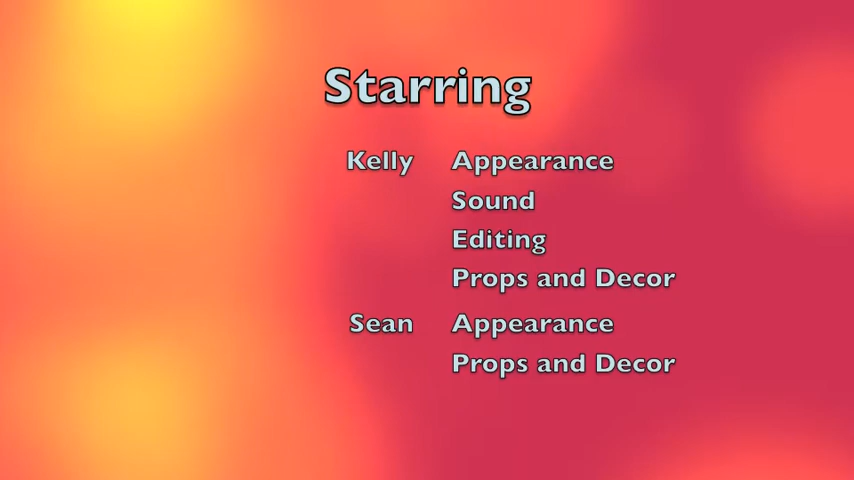 Starring
Kelly Appearance
Sound
Editing
Props and Decor
Sean Appearance
Props and Decor